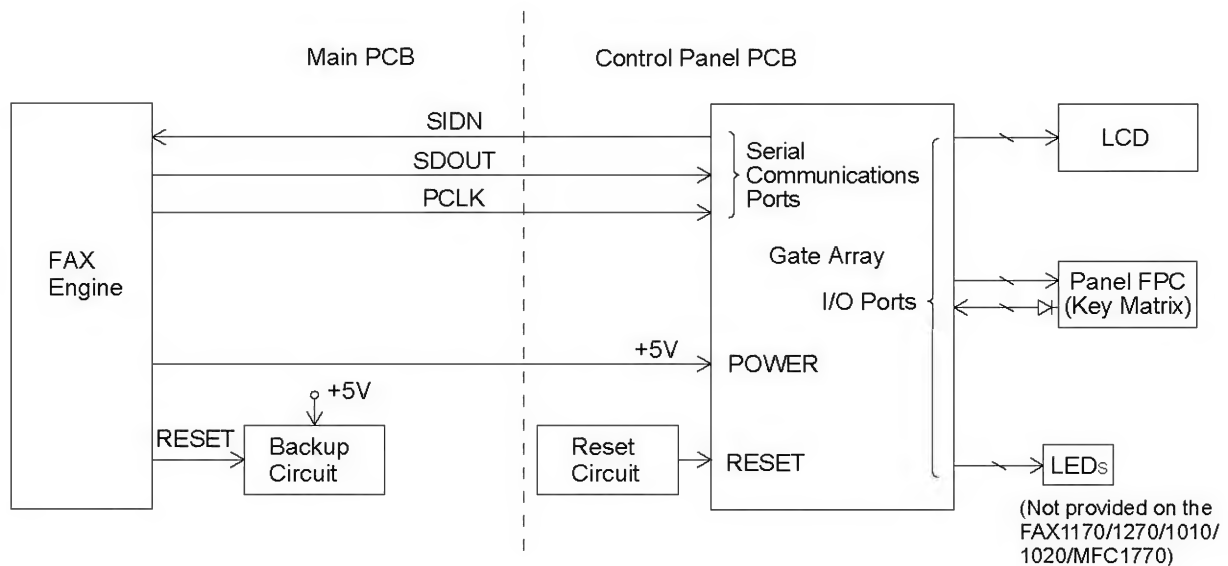 Main PCB
Control Panel PCB
SIDN
SDOUT
PCLK
Serial
Communications
Ports
LCD
FAX
Engine
Gate Array
I/O Ports
Panel FPC
(Key Matrix)
+5V
POWER
+5V
RESET
Backup
Circuit
Reset
Circuit
RESET
LEDs
(Not provided on the
FAX1170/1270/1010/
1020/MFC1770)